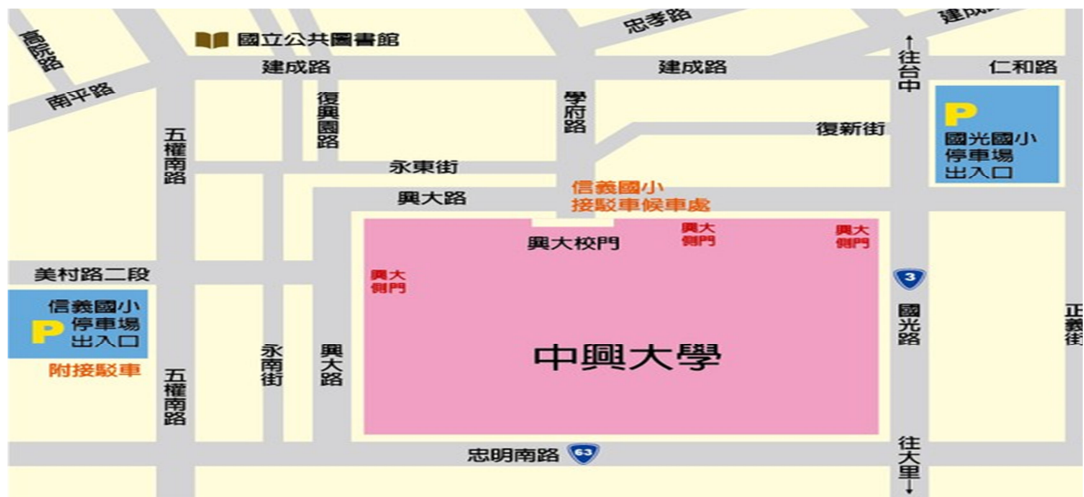 忠孝路
建成路
高院路
國立公共圖書館
往台中
建成路
建成路
仁和路
南平路
復興園路
學府路
P
國光國小
停車場
出入口
五權南路
復新街
永東街
信義國小
接駁車候車處
興大路
興大校門
興大
側門
興大
側門
美村路二段
興大
側門
3
信義國小
P 停車場
出入口
國光路
正義街
中興大學
永南街
興大路
附接駁車
五權南路
忠明南路 63
往大里